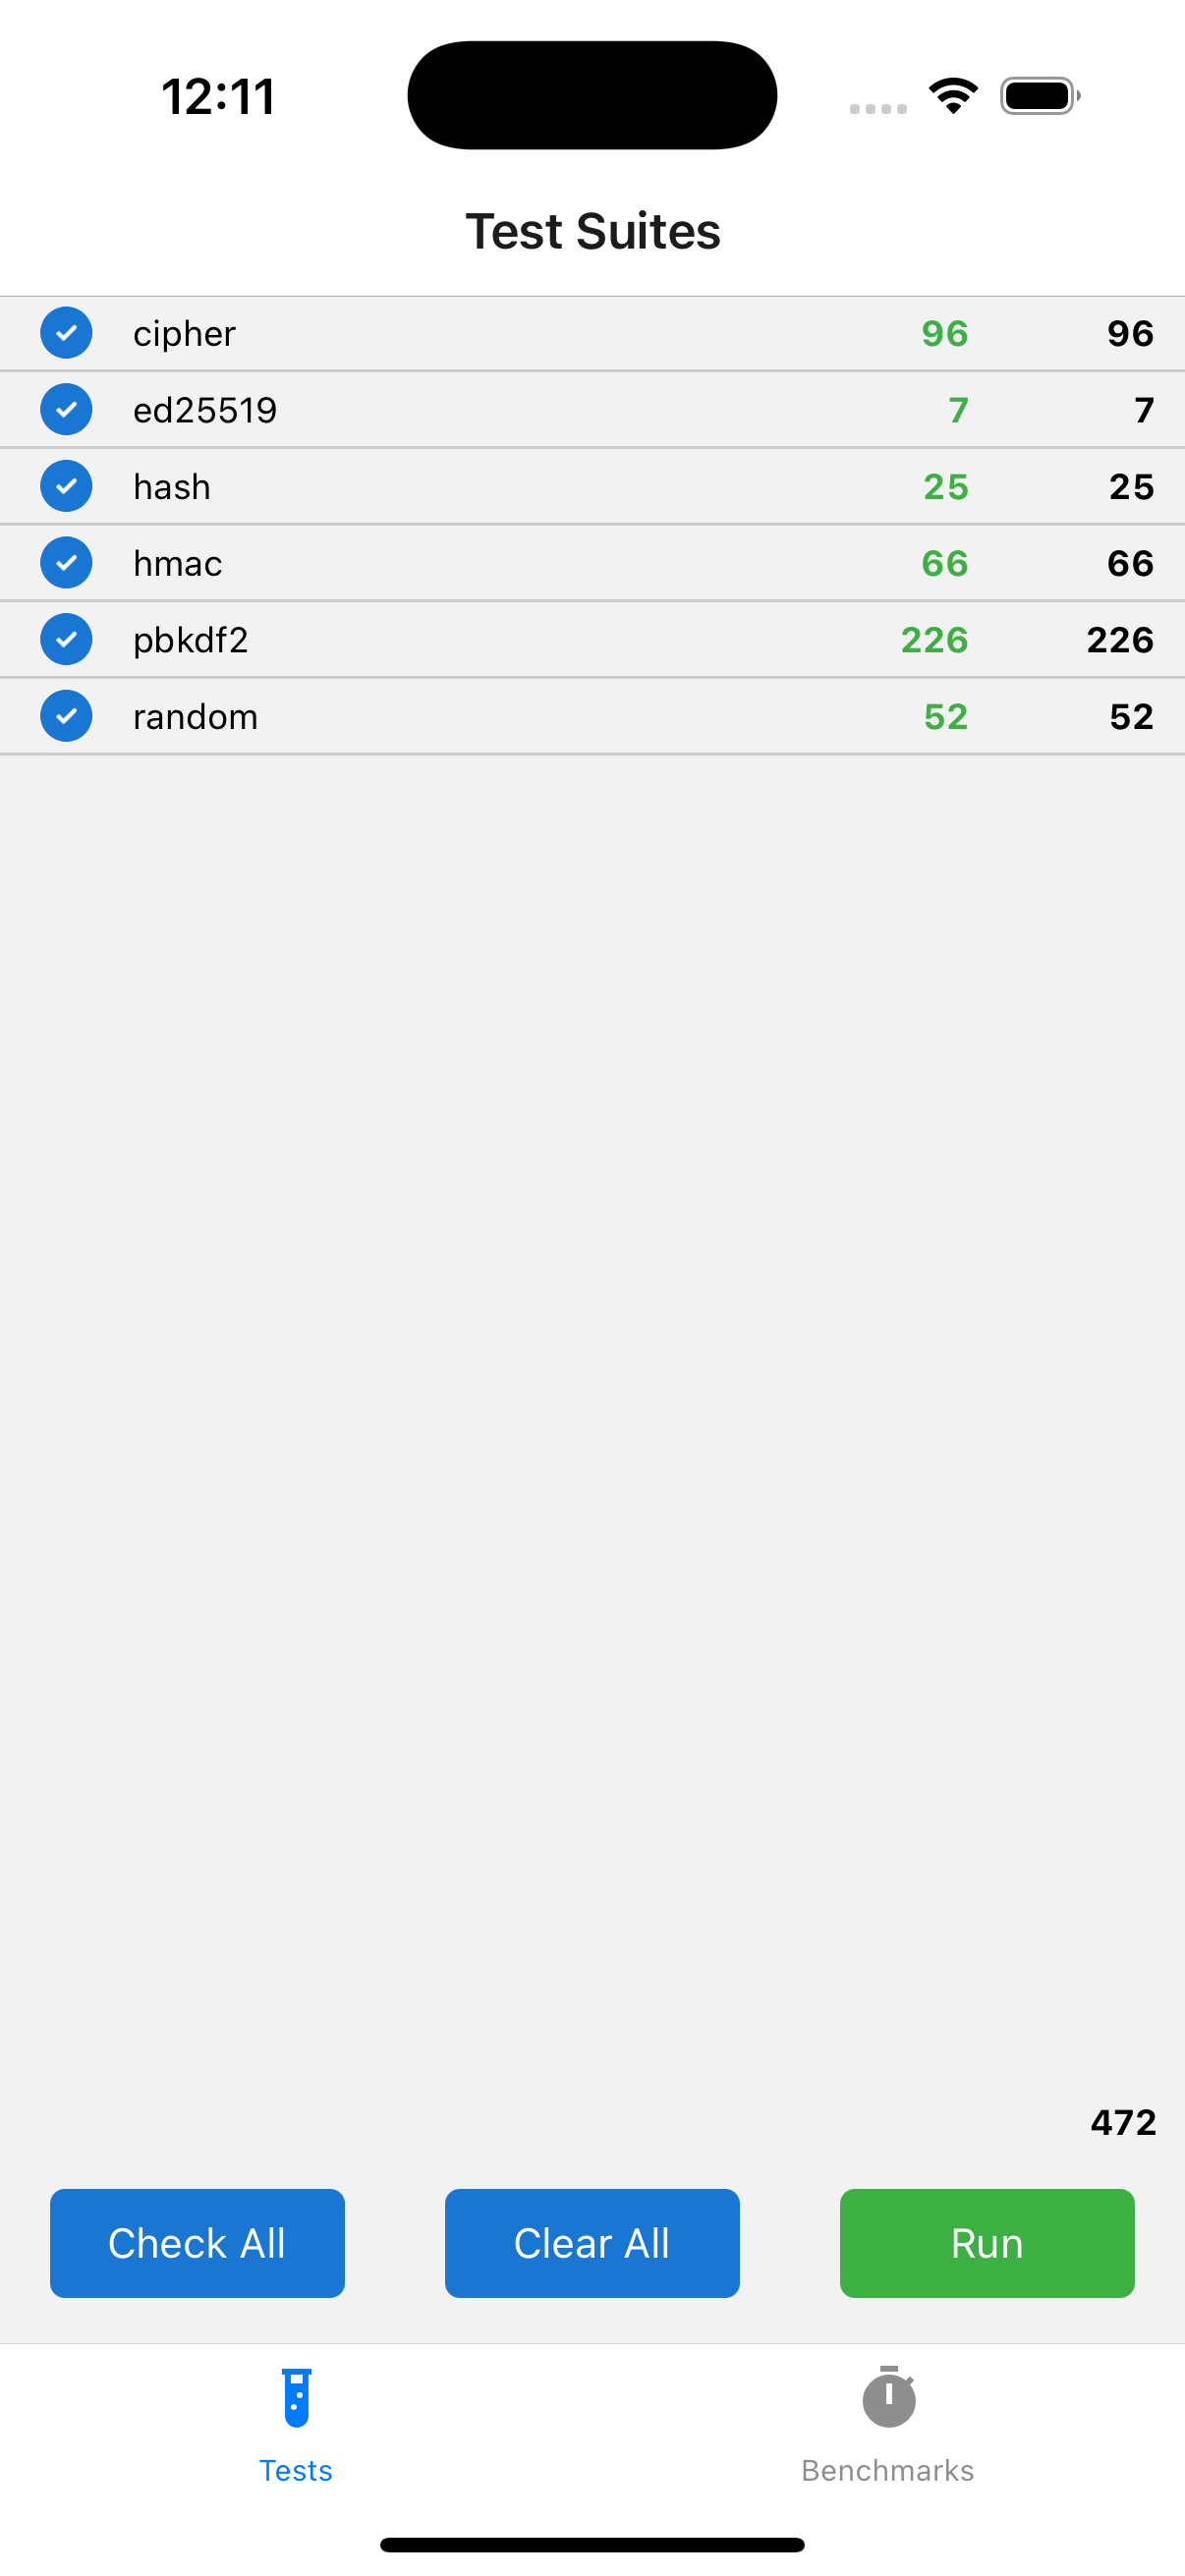 12:11
Test Suites
cipher 96 96
ed25519 7 7
hash 25 25
hmac 66 66
pbkdf2 226 226
random 52 52
472
Check All Clear All Run
Tests Benchmarks